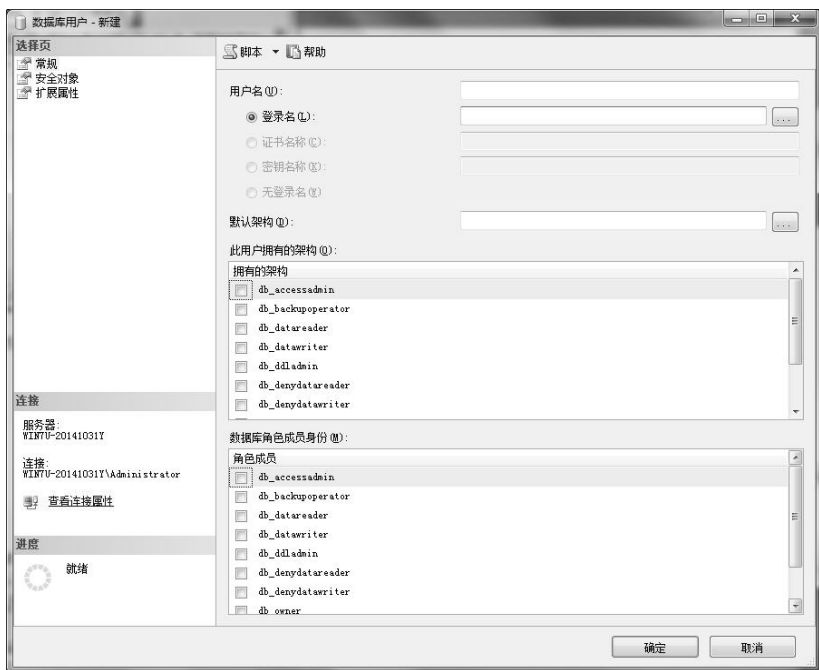 数据库用户 - 新建
选择页
常规
安全对象
扩展属性
脚本 帮助
用户名(U):
登录名(L):
...
证书名称(C):
密钥名称(K):
无登录名(W)
默认架构(D):
...
此用户拥有的架构(O):
拥有的架构
db_accessadmin
db_backupoperator
db_datareader
db_datawriter
db_ddladmin
db_denydatareader
db_denydatawriter
数据库角色成员身份(M):
角色成员
db_accessadmin
db_backupoperator
db_datareader
db_datawriter
db_ddladmin
db_denydatareader
db_denydatawriter
db_owner
连接
服务器:
WIN7U-20141031Y
连接:
WIN7U-20141031Y\Administrator
查看连接属性
进度
就绪
确定 取消